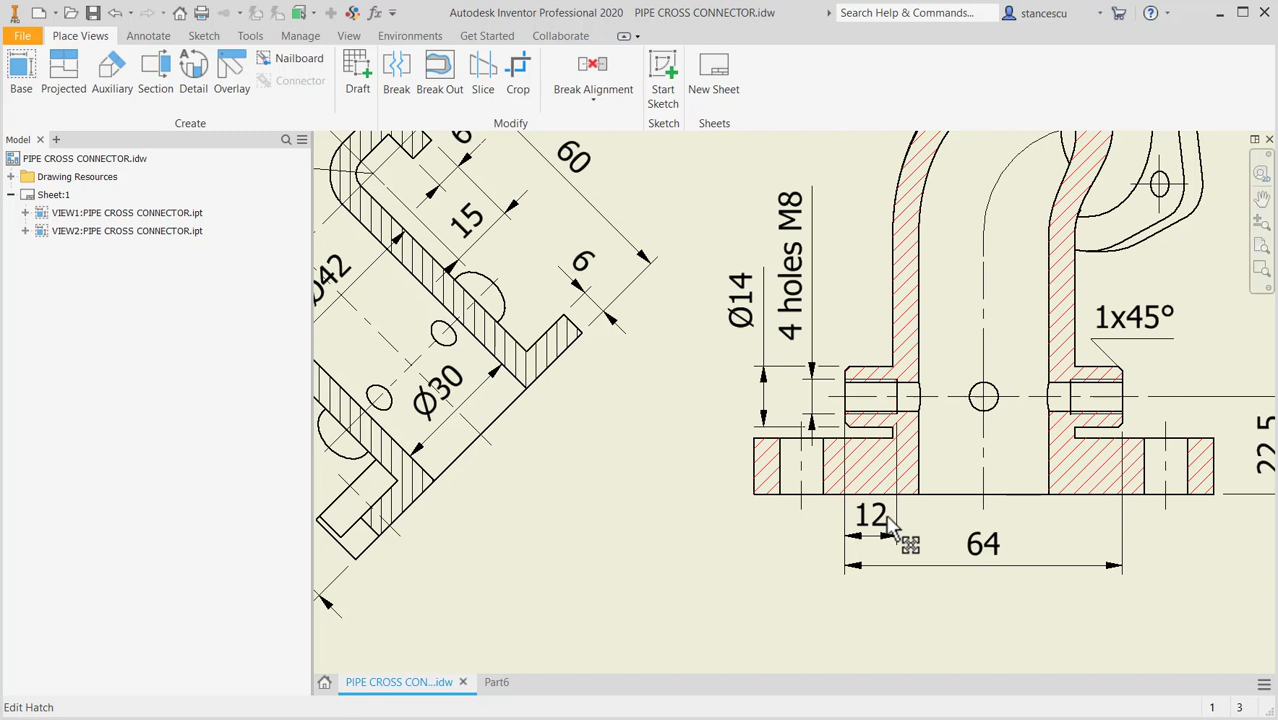 PRO
fx
Autodesk Inventor Professional 2020 PIPE CROSS CONNECTOR.idw
Search Help & Commands...
stancescu
File Place Views Annotate Sketch Tools Manage View Environments Get Started Collaborate
Base Projected Auxiliary Section Detail Overlay
Nailboard
Connector
Draft
Break Break Out Slice Crop
Break Alignment
Start Sketch
New Sheet
Create
Modify
Sketch
Sheets
Model
PIPE CROSS CONNECTOR.idw
Drawing Resources
Sheet:1
VIEW1:PIPE CROSS CONNECTOR.ipt
VIEW2:PIPE CROSS CONNECTOR.ipt
6
60
15
6
Ø42
Ø30
Ø14
4 holes M8
1x45°
22.5
12
64
PIPE CROSS CON...idw
Part6
Edit Hatch
1 3